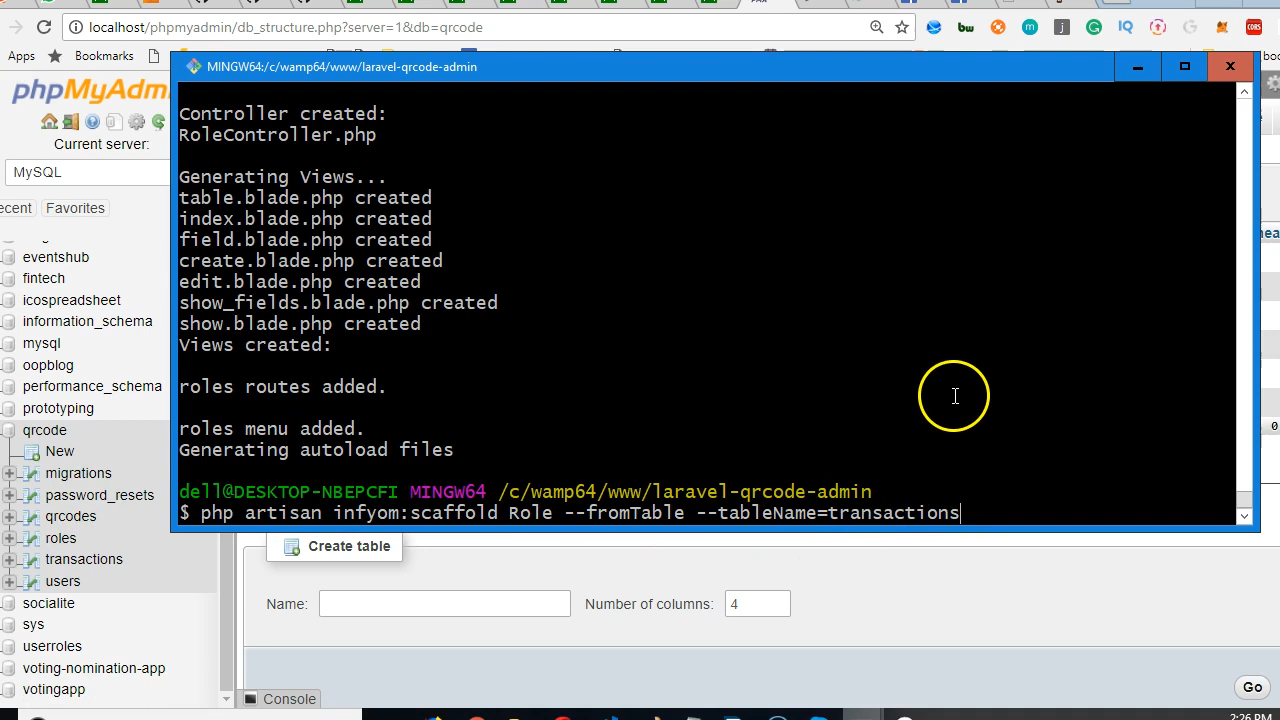 localhost/phpmyadmin/db_structure.php?server=1&db=qrcode
Apps
Bookmarks
phpMyAdm
Current server:
MySQL
ecent
Favorites
eventshub
fintech
icospreadsheet
information_schema
mysql
oopblog
performance_schema
prototyping
qrcode
New
migrations
password_resets
qrcodes
roles
transactions
users
socialite
sys
userroles
voting-nomination-app
votingapp
MINGW64:/c/wamp64/www/laravel-qrcode-admin
Controller created:
RoleController.php
Generating Views...
table.blade.php created
index.blade.php created
field.blade.php created
create.blade.php created
edit.blade.php created
show_fields.blade.php created
show.blade.php created
Views created:
roles routes added.
roles menu added.
Generating autoload files
dell@DESKTOP-NBEPCFI MINGW64 /c/wamp64/www/laravel-qrcode-admin
$ php artisan infyom:scaffold Role --fromTable --tableName=transactions
Create table
Name:
Number of columns: 4
Go
Console
2:26 PM